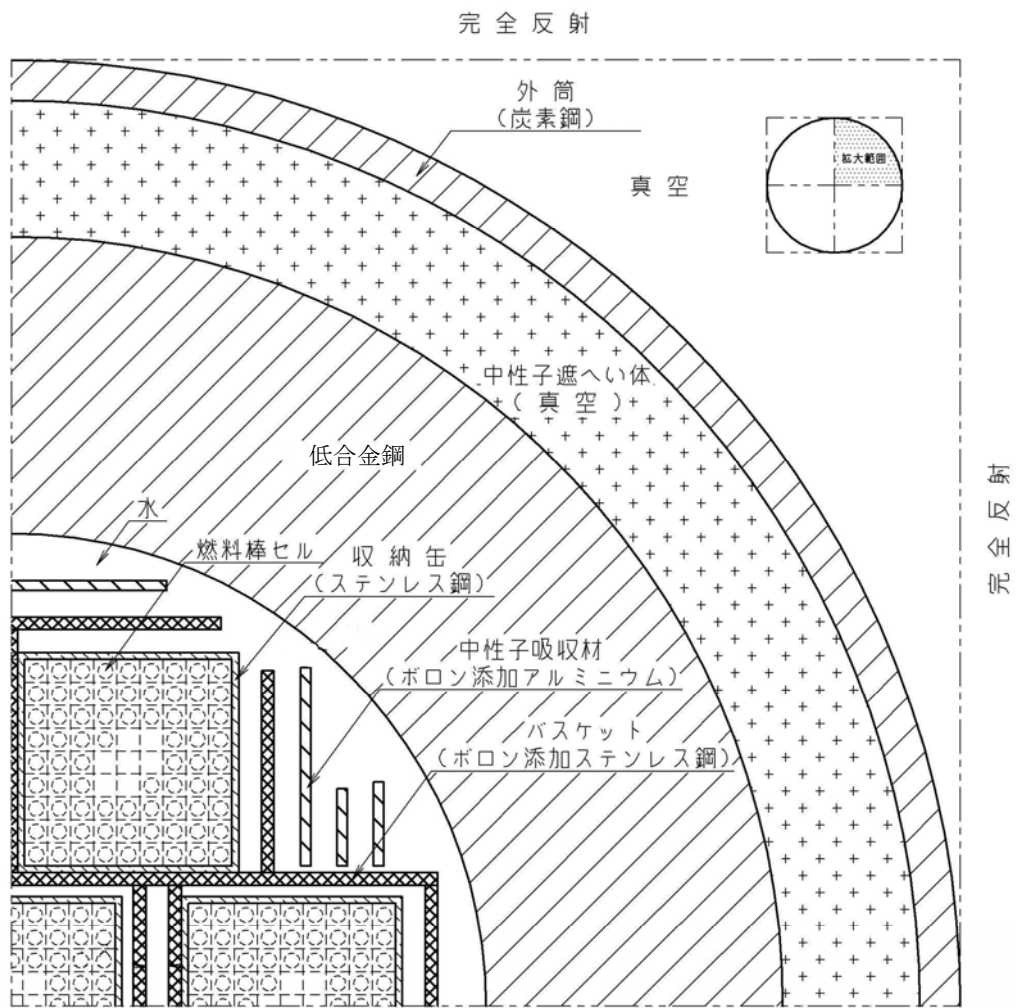 完全反射
外筒
(炭素鋼)
拡大範囲
真空
中性子遮へい体
(真空)
低合金鋼
完全反射
水
燃料棒セル
収納缶
(ステンレス鋼)
中性子吸収材
(ボロン添加アルミニウム)
バスケット
(ボロン添加ステンレス鋼)